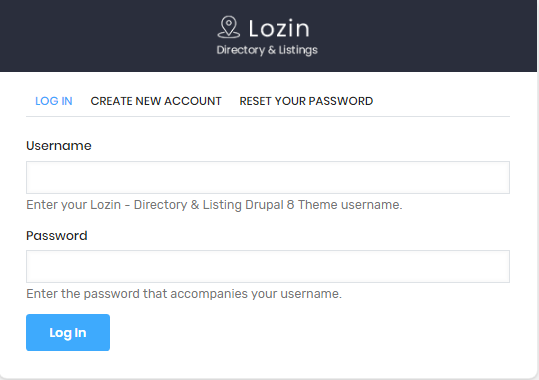 Lozin
Directory & Listings
LOG IN CREATE NEW ACCOUNT RESET YOUR PASSWORD
Username
Enter your Lozin - Directory & Listing Drupal 8 Theme username.
Password
Enter the password that accompanies your username.
Log In